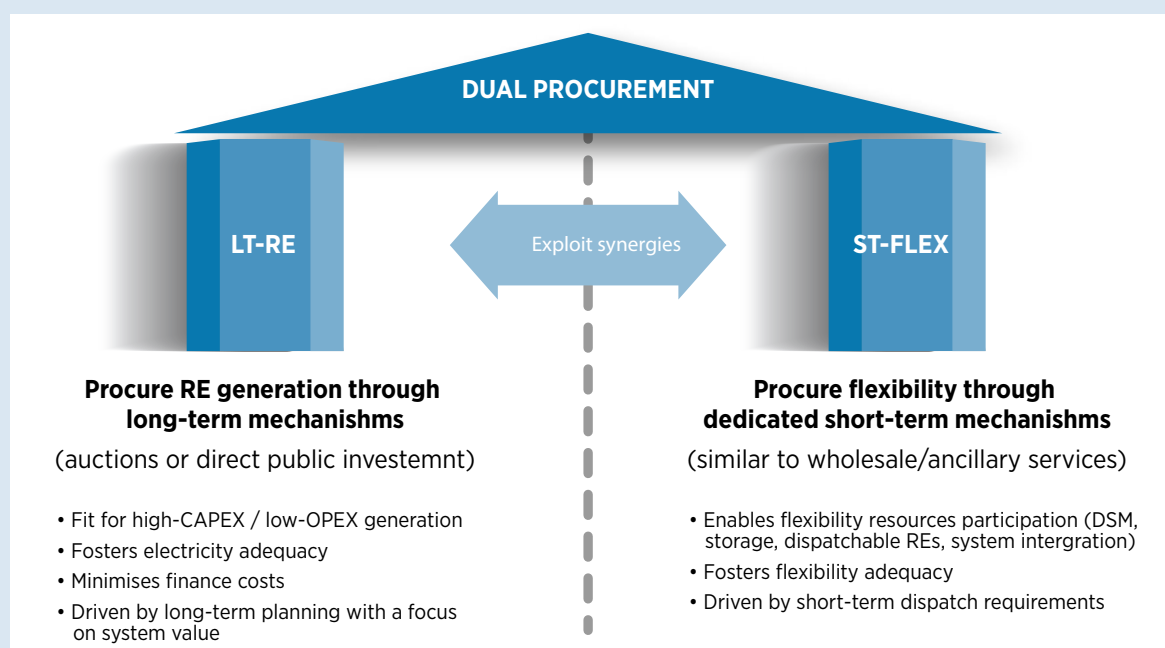 DUAL PROCUREMENT
LT-RE
Exploit synergies
ST-FLEX
Procure RE generation through
long-term mechanishms
(auctions or direct public investemnt)
• Fit for high-CAPEX / low-OPEX generation
• Fosters electricity adequacy
• Minimises finance costs
• Driven by long-term planning with a focus
on system value
Procure flexibility through
dedicated short-term mechanisms
(similar to wholesale/ancillary services)
• Enables flexibility resources participation (DSM,
storage, dispatchable REs, system intergration)
• Fosters flexibility adequacy
• Driven by short-term dispatch requirements